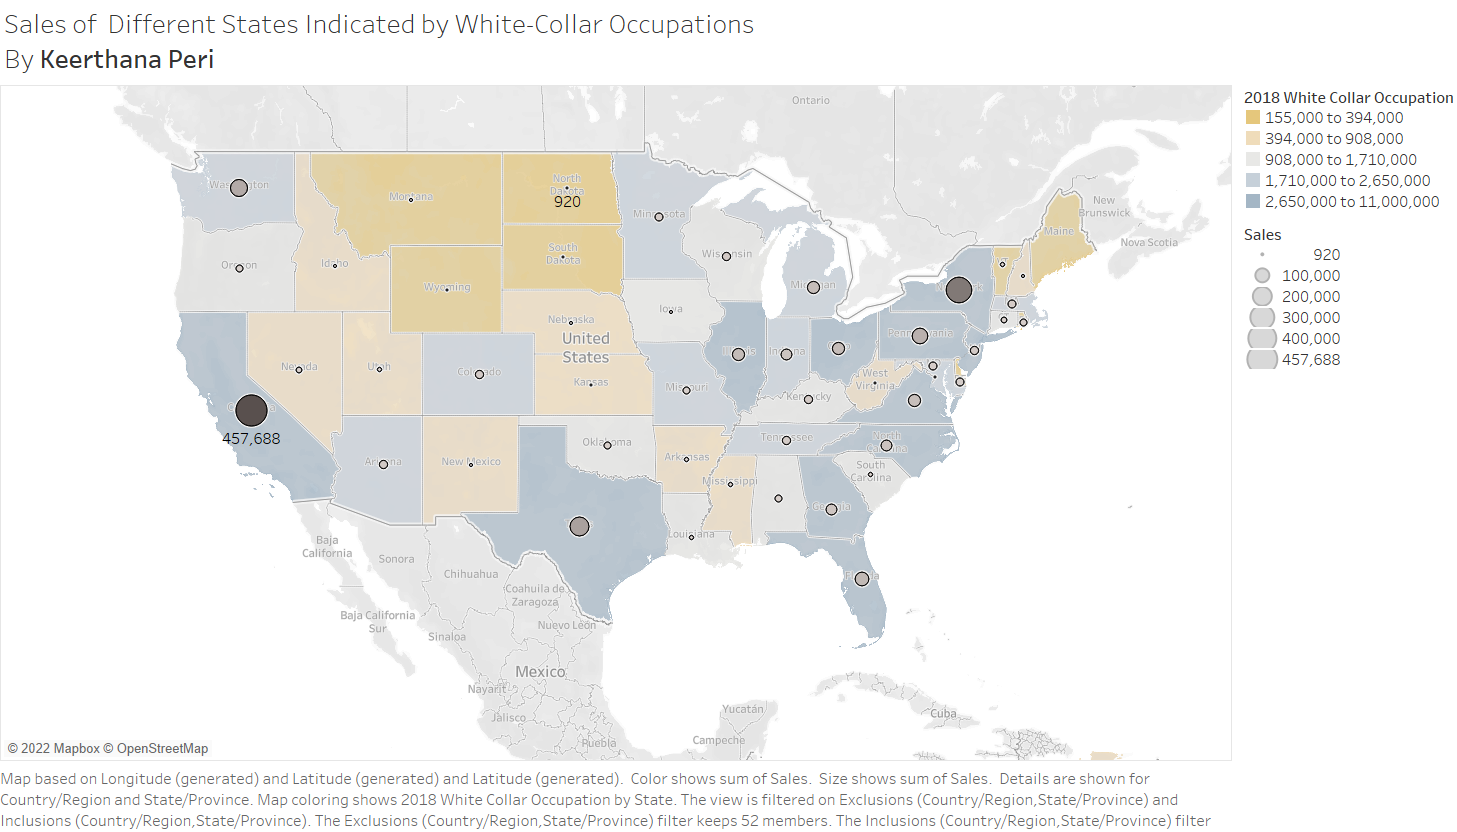 Sales of Different States Indicated by White-Collar Occupations
By Keerthana Peri
2018 White Collar Occupation
155,000 to 394,000
394,000 to 908,000
908,000 to 1,710,000
1,710,000 to 2,650,000
2,650,000 to 11,000,000
Sales
920
100,000
200,000
300,000
400,000
457,688
Ontario
New
Brunswick
Nova Scotia
Maine
Montana
North
Dakota
920
Minnesota
Oregon
Idaho
South
Dakota
Wisconsin
Wyoming
Michigan
Iowa
Nebraska
United
States
Pennsylvania
Nevada
Utah
Colorado
Kansas
Missouri
Indiana
West
Virginia
Kentucky
457,688
Arizona
New Mexico
Oklahoma
Arkansas
Tennessee
North
South
Carolina
Mississippi
Louisiana
Georgia
Baja
California
Sonora
Chihuahua
Coahuila de
Zaragoza
Baja California
Sur
Sinaloa
Nuevo León
Mexico
Nayarit
Jalisco
Puebla
Yucatán
Campeche
Cuba
© 2022 Mapbox © OpenStreetMap
Map based on Longitude (generated) and Latitude (generated) and Latitude (generated). Color shows sum of Sales. Size shows sum of Sales. Details are shown for
Country/Region and State/Province. Map coloring shows 2018 White Collar Occupation by State. The view is filtered on Exclusions (Country/Region,State/Province) and
Inclusions (Country/Region,State/Province). The Exclusions (Country/Region,State/Province) filter keeps 52 members. The Inclusions (Country/Region,State/Province) filter